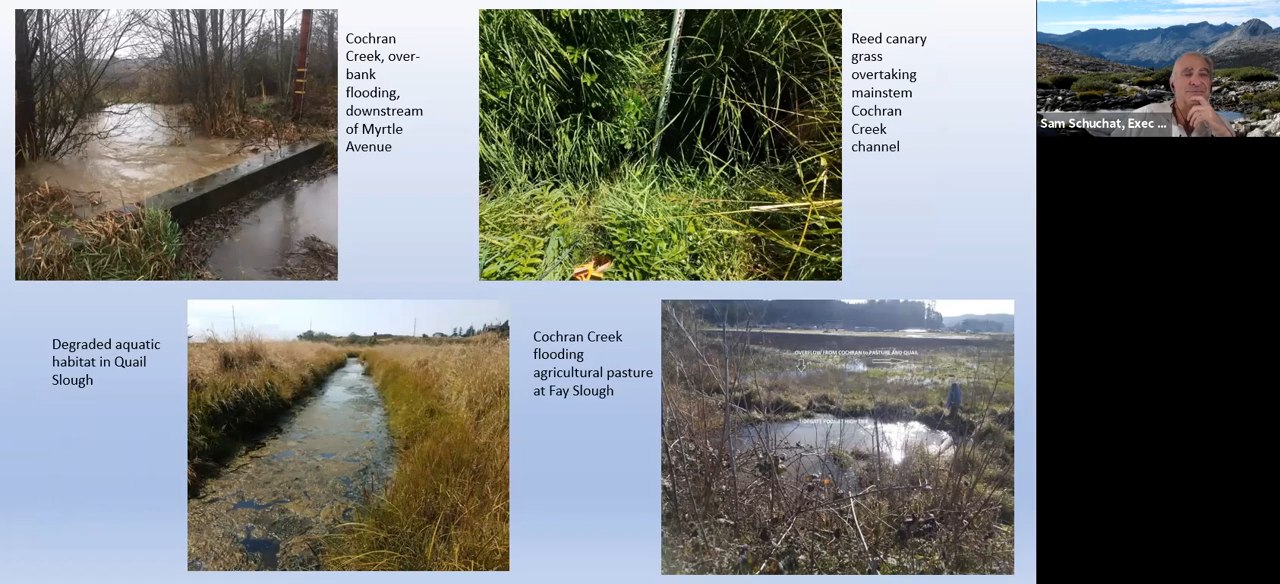 Cochran
Creek, over-
bank
flooding,
downstream
of Myrtle
Avenue
Reed canary
grass
overtaking
mainstem
Cochran
Creek
channel
Sam Schuchat, Exec ...
Degraded aquatic
habitat in Quail
Slough
Cochran Creek
flooding
agricultural pasture
at Fay Slough
OVERFLOW FROM COCHRAN to PASTURE AND QUAIL